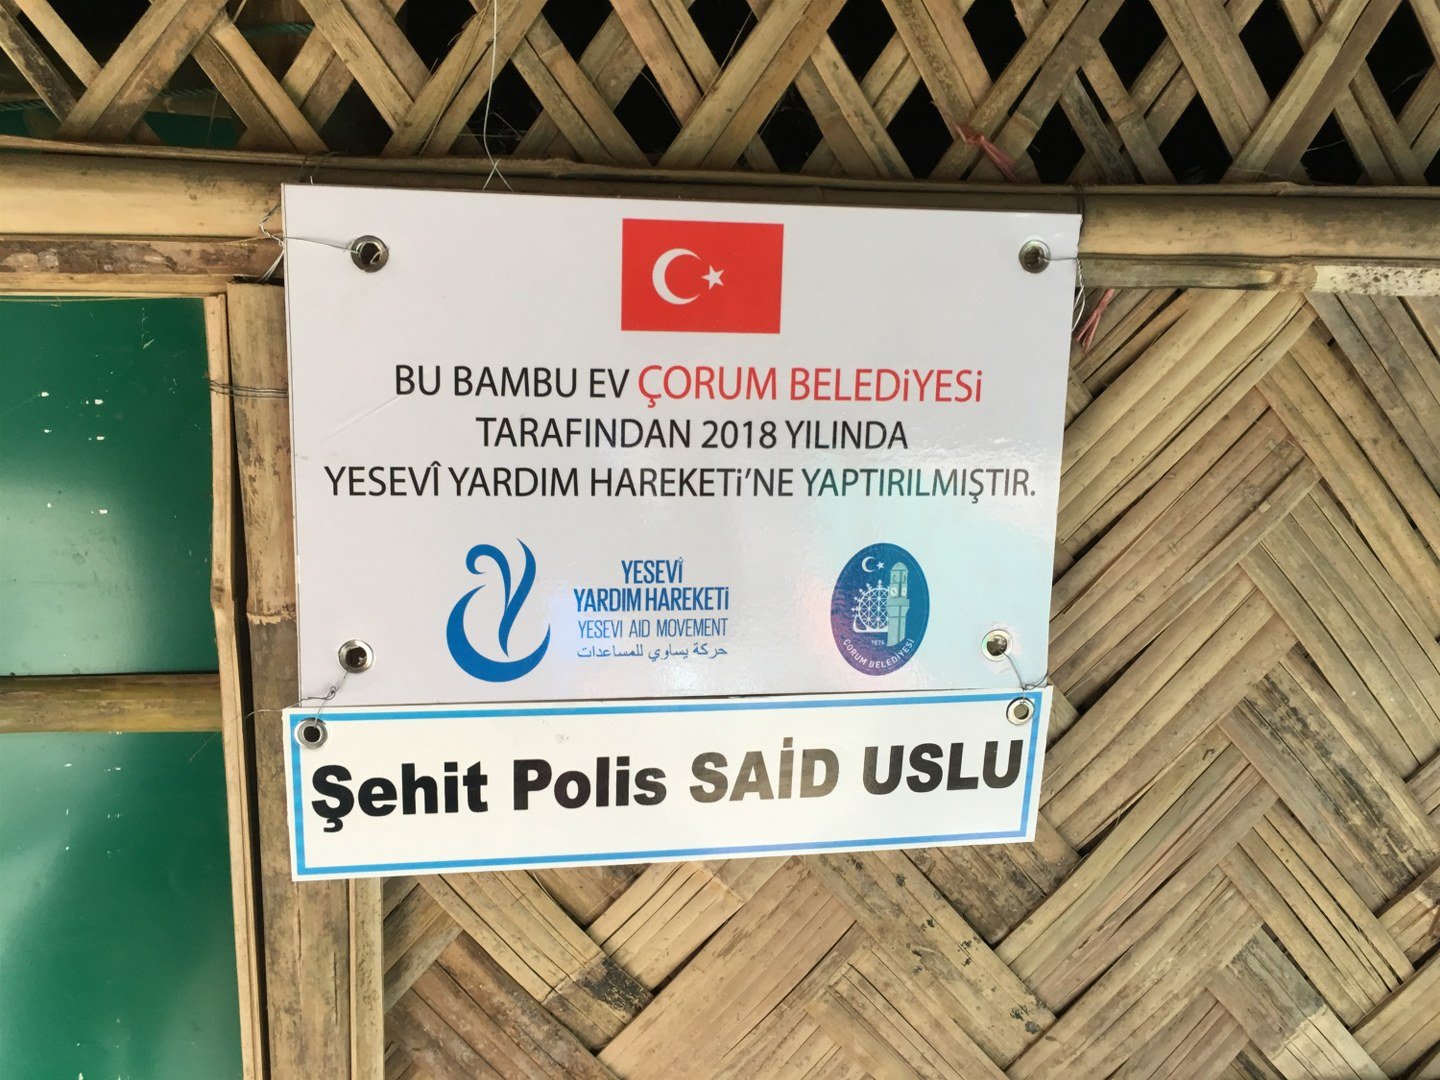 BU BAMBU EV ÇORUM BELEDİYESİ
TARAFINDAN 2018 YILINDA
YESEVÎ YARDIM HAREKETİ'NE YAPTIRILMIŞTIR.
YESEVÎ
YARDIM HAREKETİ
YESEVI AID MOVEMENT
حركة يساوي للمساعدات
1874
ÇORUM BELEDİYESİ
Şehit Polis SAİD USLU